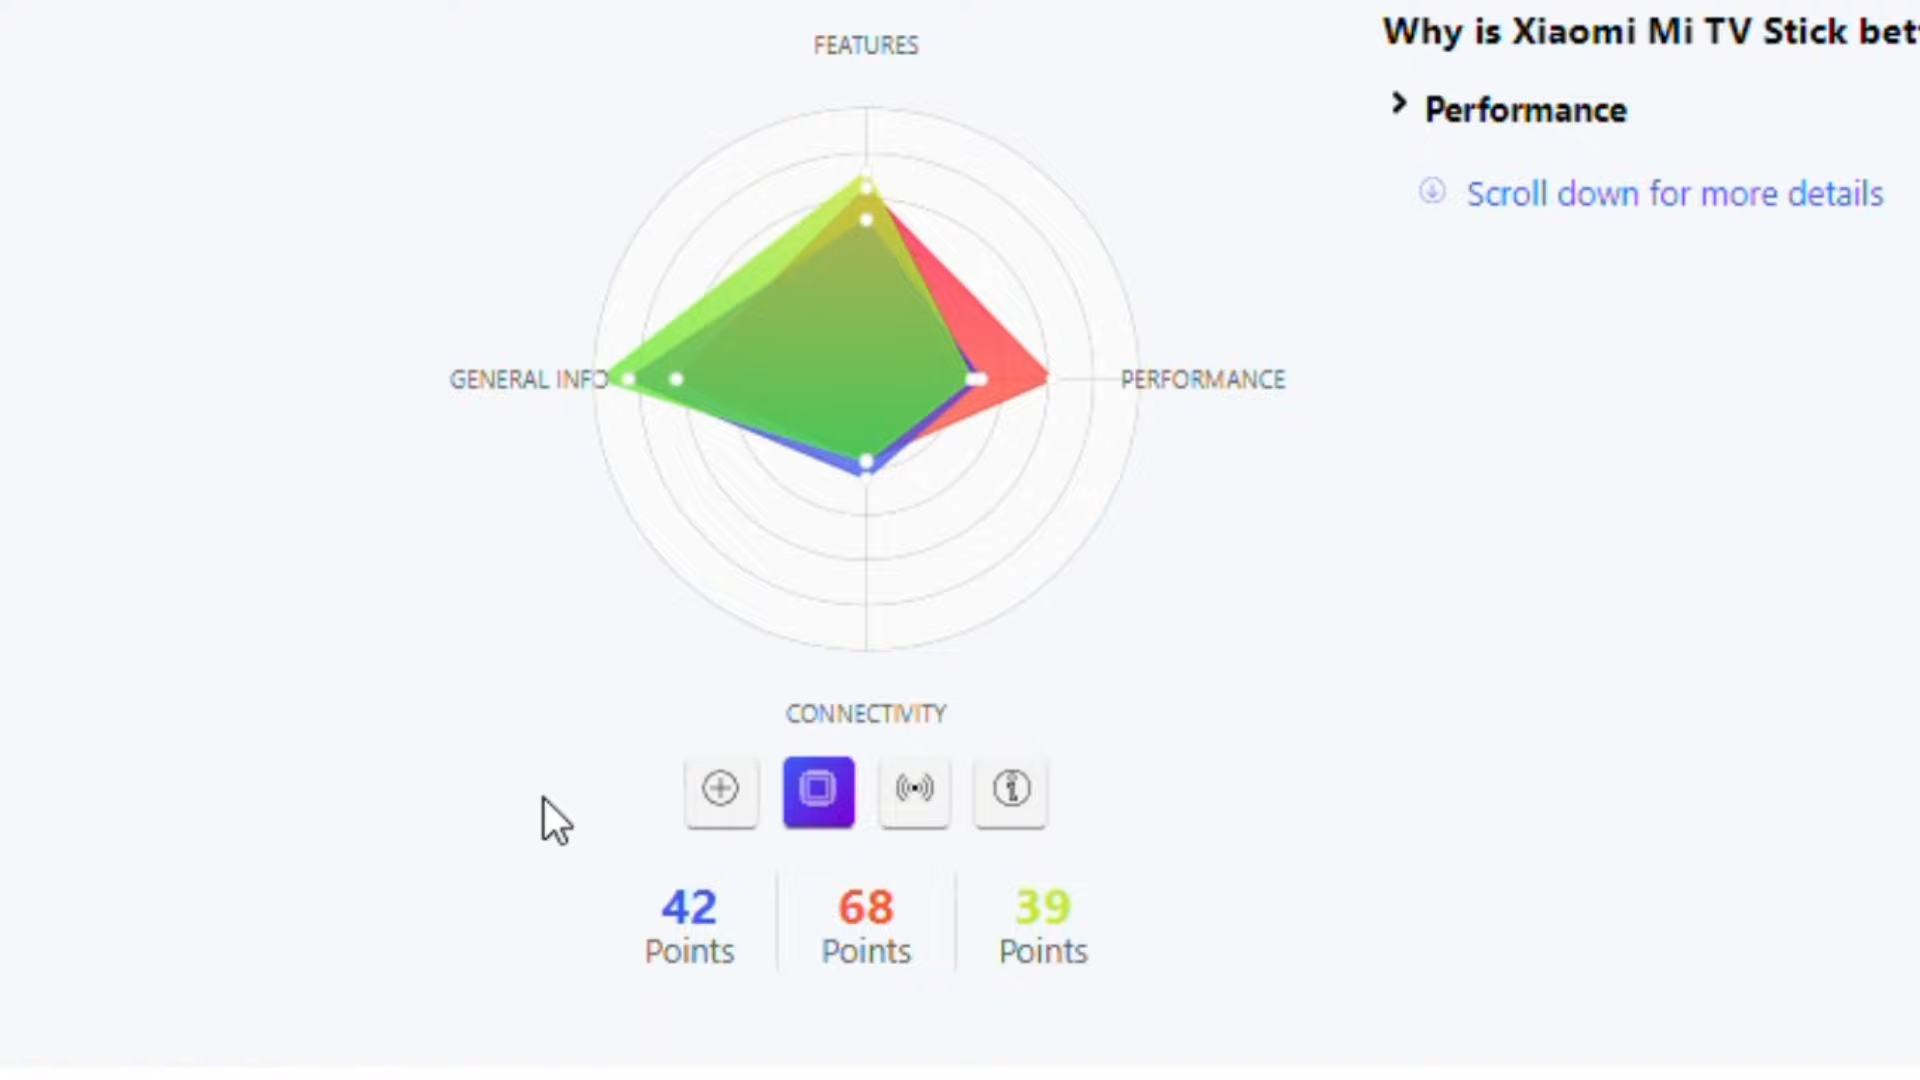 FEATURES
Why is Xiaomi Mi TV Stick
Performance
Scroll down for more details
GENERAL INFO
PERFORMANCE
CONNECTIVITY
42
Points
68
Points
39
Points